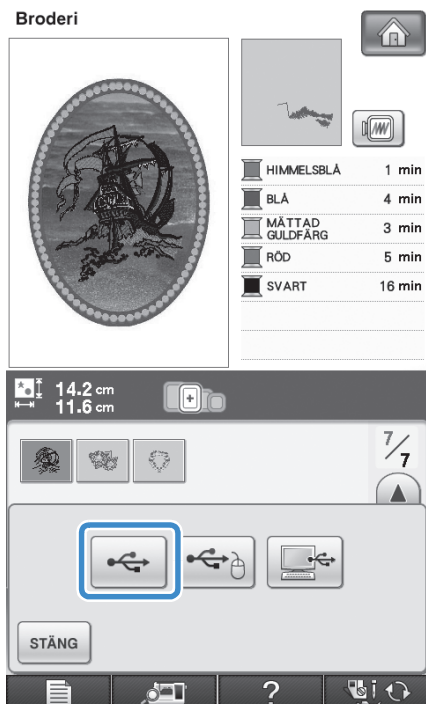 Broderi
HIMMELSBLÅ 1 min
BLÅ 4 min
MÄTTAD
GULDFÄRG 3 min
RÖD 5 min
SVART 16 min
14.2 cm
11.6 cm
7/7
STÄNG
?